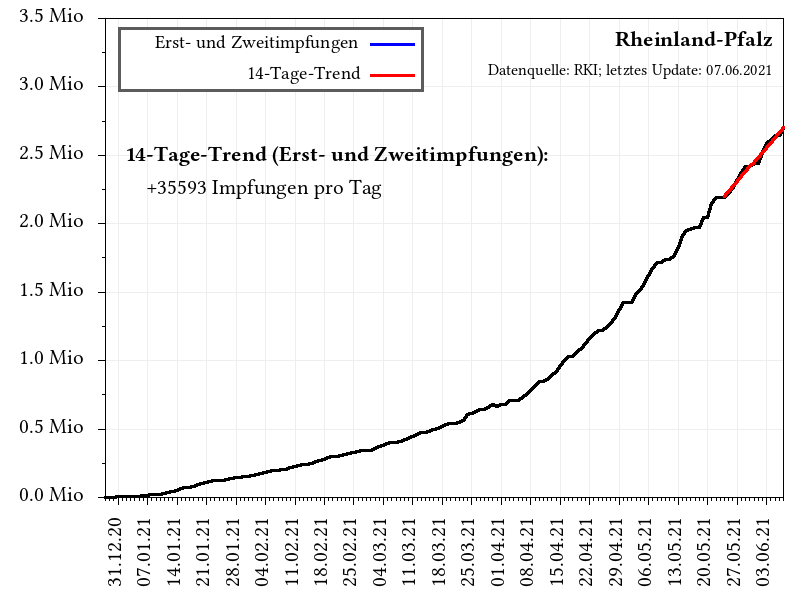 3.5 Mio
3.0 Mio
2.5 Mio
2.0 Mio
1.5 Mio
1.0 Mio
0.5 Mio
0.0 Mio
Erst- und Zweitimpfungen
14-Tage-Trend
Rheinland-Pfalz
Datenquelle: RKI; letztes Update: 07.06.2021
14-Tage-Trend (Erst- und Zweitimpfungen):
+35593 Impfungen pro Tag
31.12.20
07.01.21
14.01.21
21.01.21
28.01.21
04.02.21
11.02.21
18.02.21
25.02.21
04.03.21
11.03.21
18.03.21
25.03.21
01.04.21
08.04.21
15.04.21
22.04.21
29.04.21
06.05.21
13.05.21
20.05.21
27.05.21
03.06.21